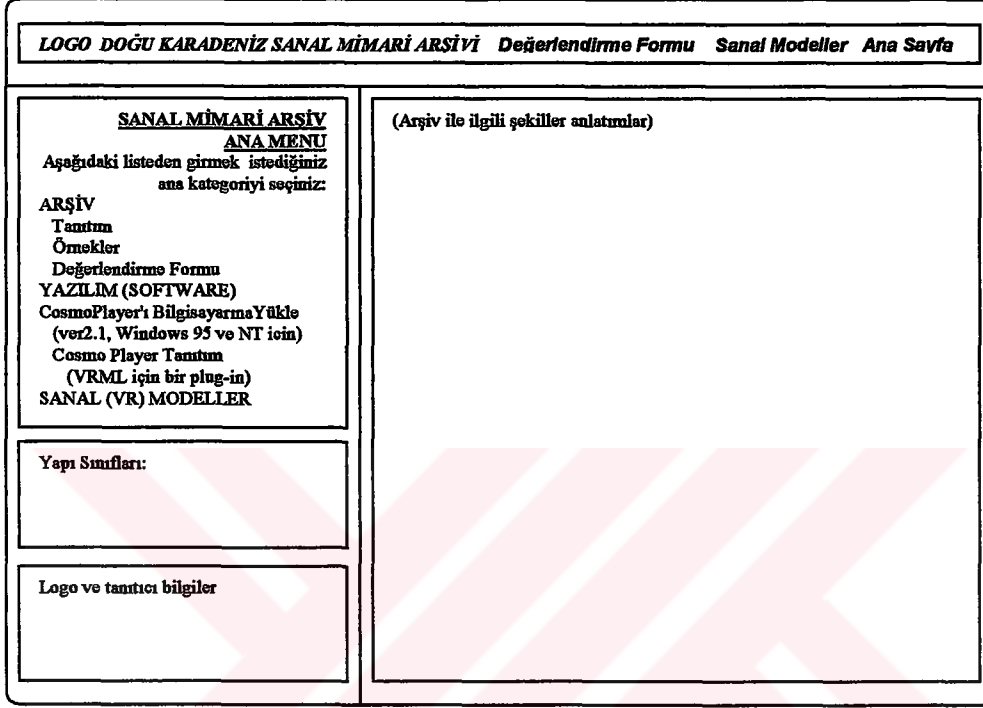 LOGO DOĞU KARADENİZ SANAL MİMARİ ARŞİVİ Değerlendirme Formu Sanal Modeller Ana Sayfa
SANAL MİMARİ ARŞİV
ANA MENU
Aşağıdaki listeden girmek istediğiniz
ana kategoriyi seçiniz:
ARŞİV
Tanıtım
Örnekler
Değerlendirme Formu
YAZILIM (SOFTWARE)
CosmoPlayer'ı BilgisayarınaYükle
(ver2.1, Windows 95 ve NT için)
Cosmo Player Tanıtım
(VRML için bir plug-in)
SANAL (VR) MODELLER
Yapı Sınıfları:
Logo ve tanıtıcı bilgiler
(Arşiv ile ilgili şekiller anlatımlar)